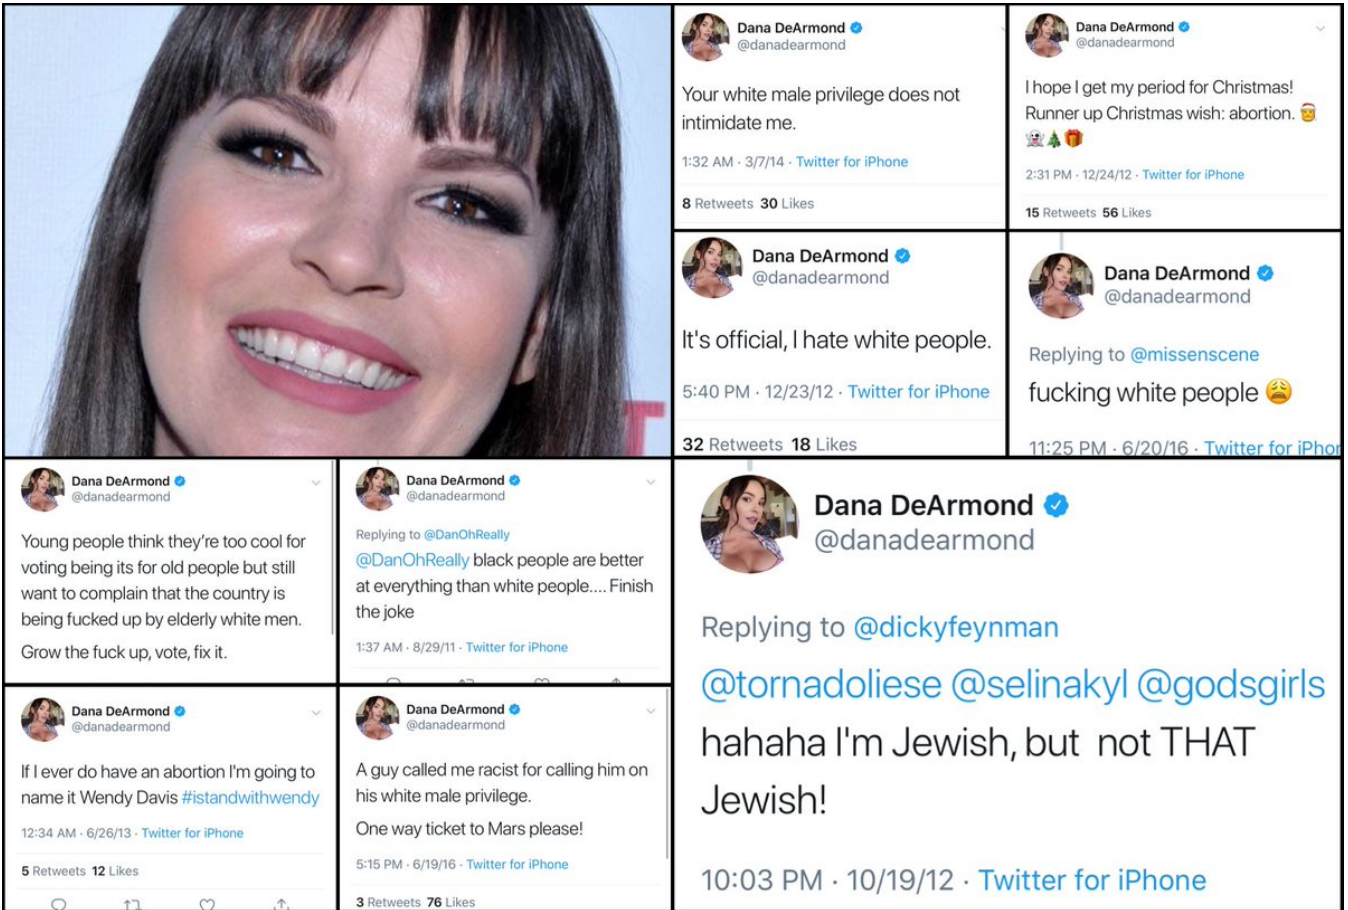 Dana DeArmond
@danadearmond
Your white male privilege does not
intimidate me.
1:32 AM · 3/7/14 · Twitter for iPhone
8 Retweets 30 Likes
Dana DeArmond
@danadearmond
I hope I get my period for Christmas!
Runner up Christmas wish: abortion. 🎅
👻🎄🎁
2:31 PM · 12/24/12 · Twitter for iPhone
15 Retweets 56 Likes
Dana DeArmond
@danadearmond
It's official, I hate white people.
5:40 PM · 12/23/12 · Twitter for iPhone
32 Retweets 18 Likes
Dana DeArmond
@danadearmond
Replying to @missenscene
fucking white people 😩
11:25 PM · 6/20/16 · Twitter for iPhon
Dana DeArmond
@danadearmond
Young people think they're too cool for
voting being its for old people but still
want to complain that the country is
being fucked up by elderly white men.
Grow the fuck up, vote, fix it.
Dana DeArmond
@danadearmond
Replying to @DanOhReally
@DanOhReally black people are better
at everything than white people.... Finish
the joke
1:37 AM · 8/29/11 · Twitter for iPhone
Dana DeArmond
@danadearmond
Replying to @dickyfeynman
@tornadoliese @selinakyl @godsgirls
hahaha I'm Jewish, but  not THAT
Jewish!
10:03 PM · 10/19/12 · Twitter for iPhone
Dana DeArmond
@danadearmond
If I ever do have an abortion I'm going to
name it Wendy Davis #istandwithwendy
12:34 AM · 6/26/13 · Twitter for iPhone
5 Retweets 12 Likes
Dana DeArmond
@danadearmond
A guy called me racist for calling him on
his white male privilege.
One way ticket to Mars please!
5:15 PM · 6/19/16 · Twitter for iPhone
3 Retweets 76 Likes